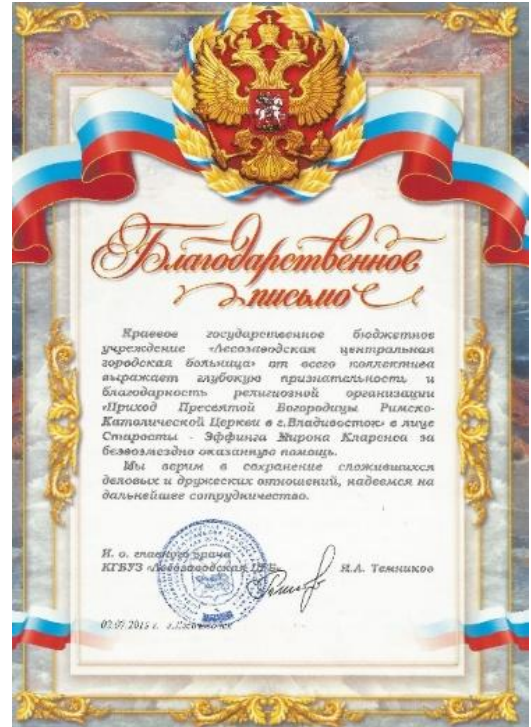 Благодарственное
письмо
Краевое государственное бюджетное
учреждение «Лесозаводская центральная
городская больница» от всего коллектива
выражает глубокую признательность и
благодарность религиозной организации
«Приход Пресвятой Богородицы Римско-
Католической Церкви в г.Владивосток» в лице
Старосты - Эффинга Мирона Кларенса за
безвозмездно оказанную помощь.
Мы верим в сохранение сложившихся
деловых и дружеских отношений, надеемся на
дальнейшее сотрудничество.
И. о. главного врача
КГБУЗ «Лесозаводская ЦГБ» Н.А. Темников
2015 г.